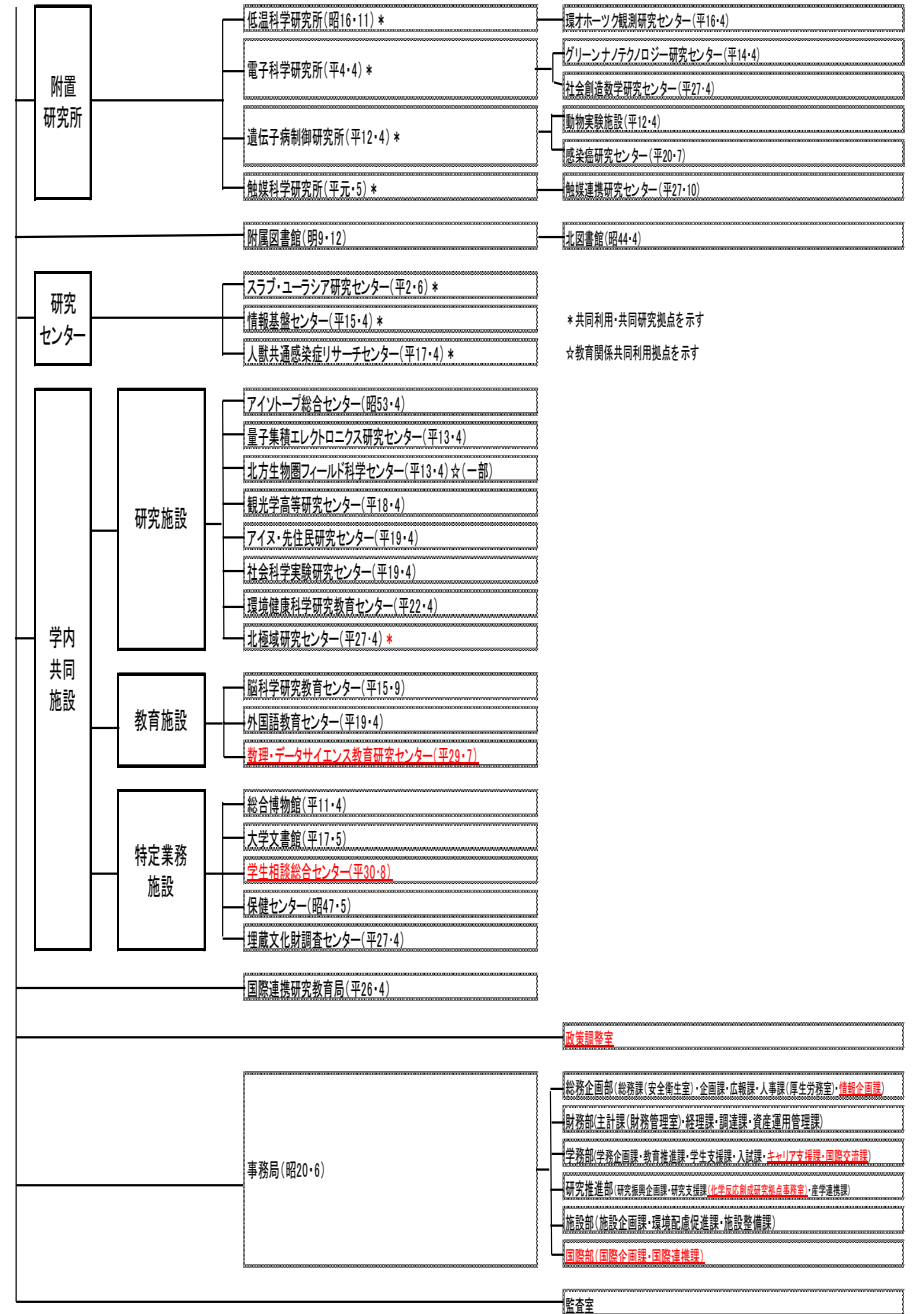 附置
研究所
低温科学研究所(昭16・11)*
環オホーツク観測研究センター(平16・4)
電子科学研究所(平4・4)*
グリーンナノテクノロジー研究センター(平14・4)
社会創造数学研究センター(平27・4)
遺伝子病制御研究所(平12・4)*
動物実験施設(平12・4)
感染癌研究センター(平20・7)
触媒科学研究所(平元・5)*
触媒連携研究センター(平27・10)
附属図書館(明9・12)
北図書館(昭44・4)
研究
センター
スラブ・ユーラシア研究センター(平2・6)*
情報基盤センター(平15・4)*
人獣共通感染症リサーチセンター(平17・4)*
*共同利用・共同研究拠点を示す
☆教育関係共同利用拠点を示す
学内
共同
施設
研究施設
アイソトープ総合センター(昭53・4)
量子集積エレクトロニクス研究センター(平13・4)
北方生物圏フィールド科学センター(平13・4)☆(一部)
観光学高等研究センター(平18・4)
アイヌ・先住民研究センター(平19・4)
社会科学実験研究センター(平19・4)
環境健康科学研究教育センター(平22・4)
北極域研究センター(平27・4)*
教育施設
脳科学研究教育センター(平15・9)
外国語教育センター(平19・4)
数理・データサイエンス教育研究センター(平29・7)
特定業務
施設
総合博物館(平11・4)
大学文書館(平17・5)
学生相談総合センター(平30・8)
保健センター(昭47・5)
埋蔵文化財調査センター(平27・4)
国際連携研究教育局(平26・4)
政策調整室
事務局(昭20・6)
総務企画部(総務課(安全衛生室)・企画課・広報課・人事課(厚生労務室)・情報企画課)
財務部(主計課(財務管理室)・経理課・調達課・資産運用管理課)
学務部(学務企画課・教育推進課・学生支援課・入試課・キャリア支援課・国際交流課)
研究推進部(研究振興企画課・研究支援課(化学反応創成研究拠点事務室)・産学連携課)
施設部(施設企画課・環境配慮促進課・施設整備課)
国際部(国際企画課・国際連携課)
監査室